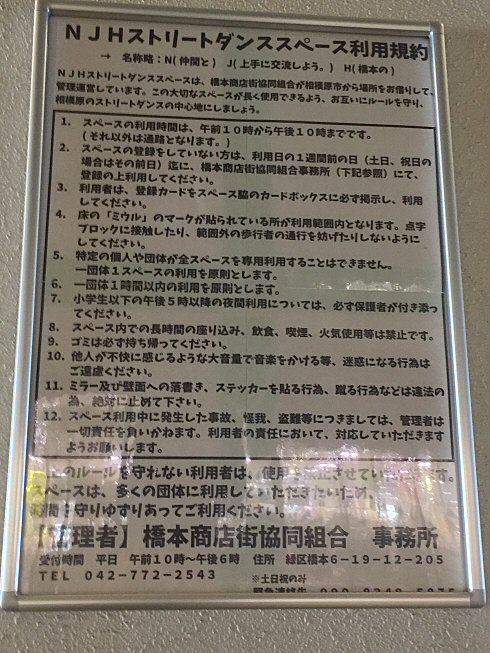 NJHストリートダンススペース利用規約
→ 名称略：N(仲間と) J(上手に交流しよう。) H(橋本の)
NJHストリートダンススペースは、橋本商店街協同組合が相模原市から場所をお借りして、
管理運営しています。この大切なスペースが長く使用できるよう、お互いにルールを守り、
相模原のストリートダンスの中心地にしましょう。
1. スペースの利用時間は、午前10時から午後10時までです。
(それ以外は通路となります。)
2. スペースの登録をしていない方は、利用日の1週間前の日（土日、祝日の
場合はその前日）迄に、橋本商店街協同組合事務所（下記参照）にて、
登録の上利用してください。
3. 利用者は、登録カードをスペース脇のカードボックスに必ず掲示し、利用
してください。
4. 床の「ミウル」のマークが貼られている所が利用範囲内となります。点字
ブロックに接触したり、範囲外の歩行者の通行を妨げたりしないように
してください。
5. 特定の個人や団体が全スペースを専用利用することはできません。
一団体1スペースの利用を原則とします。
6. 一団体1時間以内の利用を原則とします。
7. 小学生以下の午後5時以降の夜間利用については、必ず保護者が付き添っ
てください。
8. スペース内での長時間の座り込み、飲食、喫煙、火気使用等は禁止です。
9. ゴミは必ず持ち帰ってください。
10. 他人が不快に感じるような大音量で音楽をかける等、迷惑になる行為は
ご遠慮ください。
11. ミラー及び壁面への落書き、ステッカーを貼る行為、蹴る行為などは違法の
為、絶対に止めて下さい。
12. スペース利用中に発生した事故、怪我、盗難等につきましては、管理者は
一切責任を負いかねます。利用者の責任において、対応していただきます
ようお願いします。
このルールを守れない利用者は、使用を禁止させていただきます。
スペースは、多くの団体に利用していただきたいため、
守りゆずりあってご利用ください。
【管理者】橋本商店街協同組合 事務所
受付時間 平日 午前10時〜午後6時 住所 緑区橋本6-19-12-205
TEL 042-772-2543
※土日祝のみ
緊急連絡先